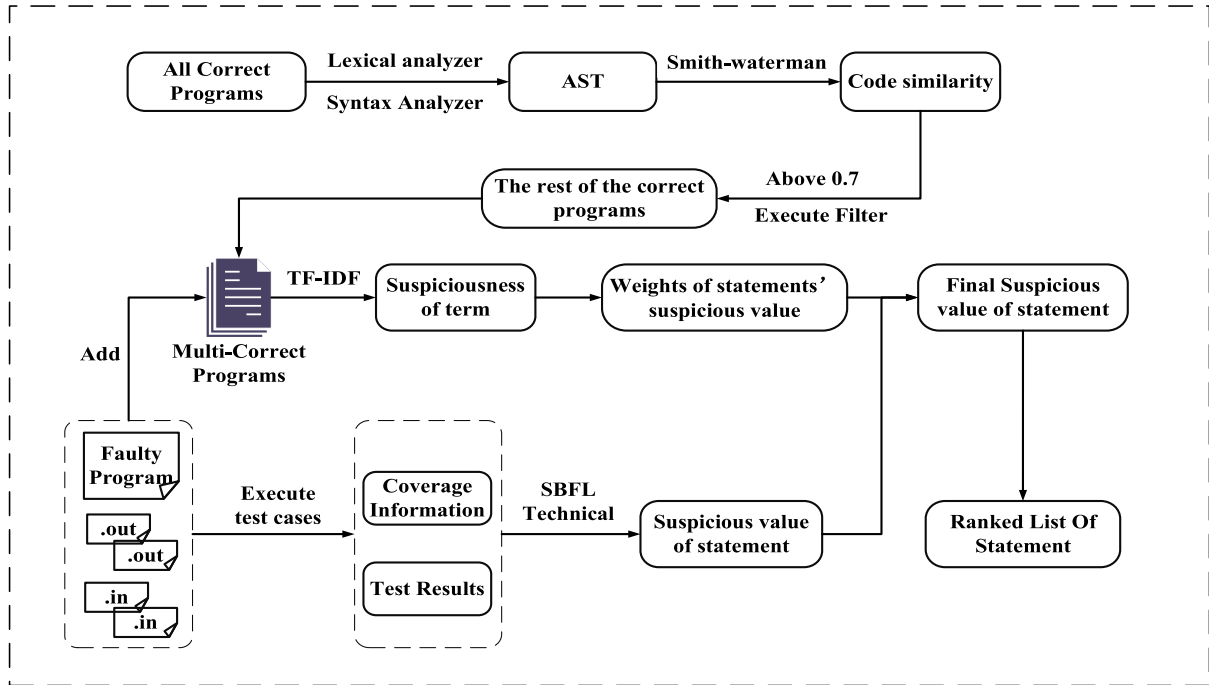 All Correct
Programs
Lexical analyzer
Syntax Analyzer
AST
Smith-waterman
Code similarity
The rest of the correct
programs
Above 0.7
Execute Filter
TF-IDF
Suspiciousness
of term
Weights of statements’
suspicious value
Final Suspicious
value of statement
Add
Multi-Correct
Programs
Faulty
Program
.out
.out
.in
.in
Execute
test cases
Coverage
Information
Test Results
SBFL
Technical
Suspicious value
of statement
Ranked List Of
Statement